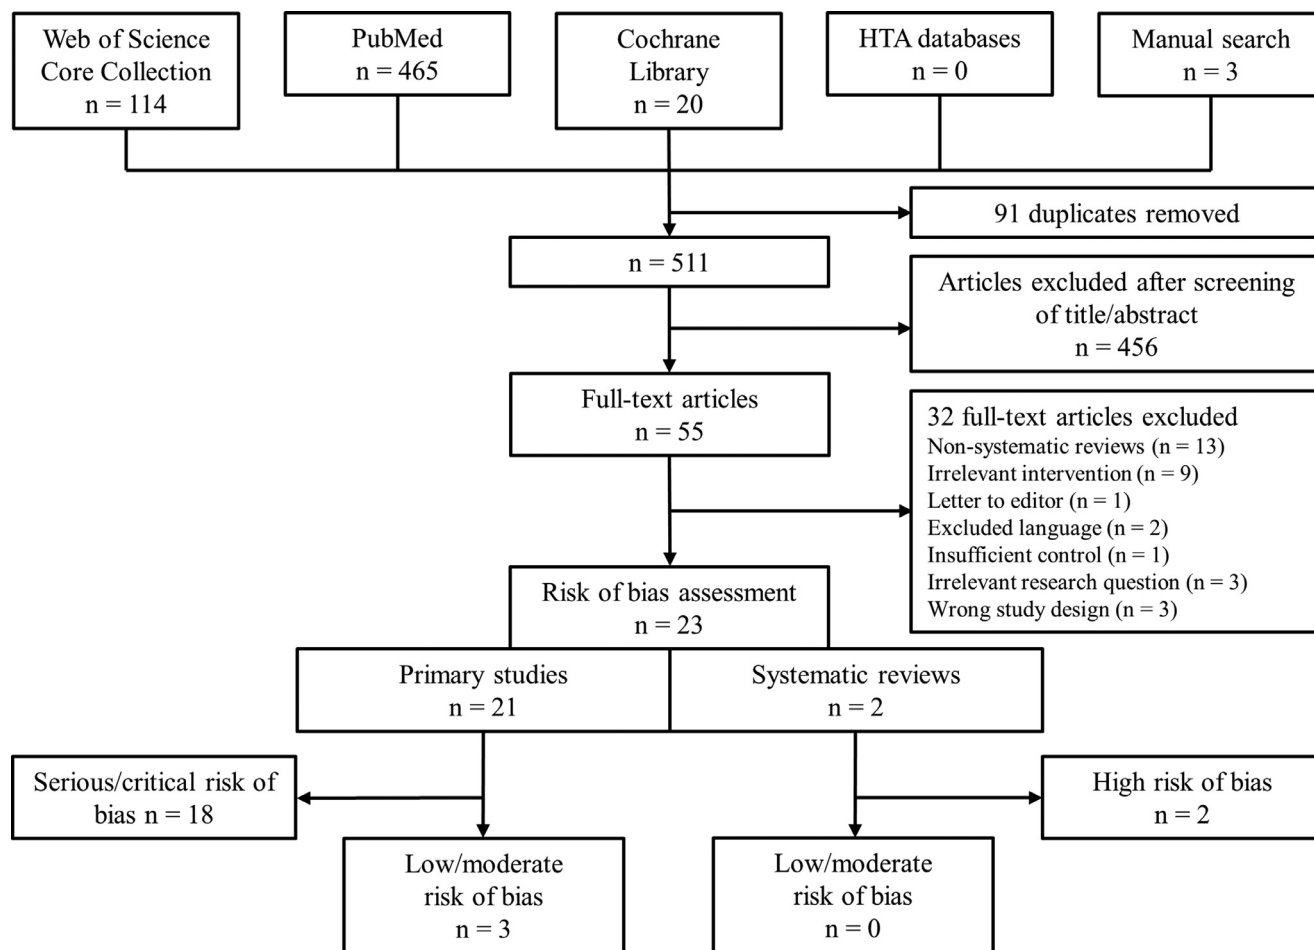 Web of Science
Core Collection
n = 114
PubMed
n = 465
Cochrane
Library
n = 20
HTA databases
n = 0
Manual search
n = 3
91 duplicates removed
n = 511
Articles excluded after screening
of title/abstract
n = 456
Full-text articles
n = 55
32 full-text articles excluded
Non-systematic reviews (n = 13)
Irrelevant intervention (n = 9)
Letter to editor (n = 1)
Excluded language (n = 2)
Insufficient control (n = 1)
Irrelevant research question (n = 3)
Wrong study design (n = 3)
Risk of bias assessment
n = 23
Primary studies
n = 21
Systematic reviews
n = 2
Serious/critical risk of
bias n = 18
High risk of bias
n = 2
Low/moderate
risk of bias
n = 3
Low/moderate
risk of bias
n = 0